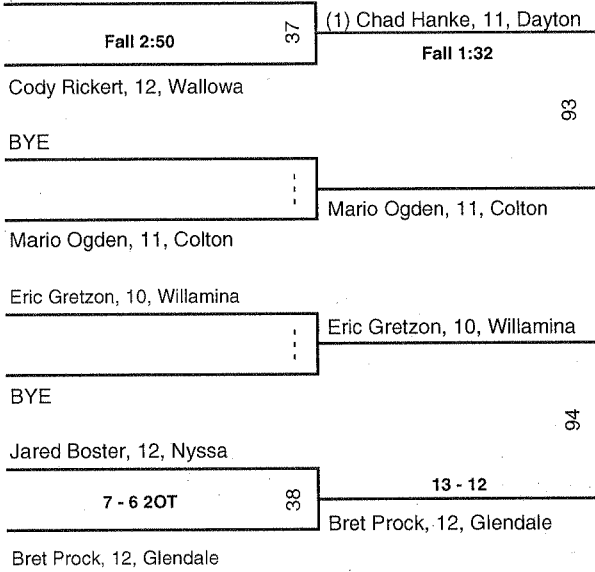 37
(1) Chad Hanke, 11, Dayton
Fall 2:50
Fall 1:32
Cody Rickert, 12, Wallowa
93
BYE
Mario Ogden, 11, Colton
Mario Ogden, 11, Colton
Eric Gretzon, 10, Willamina
Eric Gretzon, 10, Willamina
BYE
94
Jared Boster, 12, Nyssa
7 - 6 2OT
38
13 - 12
Bret Prock, 12, Glendale
Bret Prock, 12, Glendale